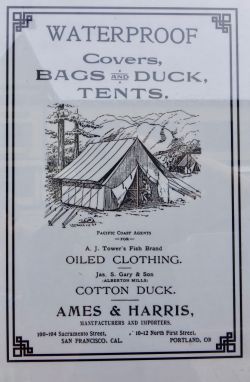 WATERPROOF
Covers,
BAGS AND DUCK,
TENTS.
PACIFIC COAST AGENTS
—FOR—
A. J. Tower's Fish Brand
OILED CLOTHING.
Jas. S. Gary & Son
(ALBERTON MILLS)
COTTON DUCK.
AMES & HARRIS,
MANUFACTURERS AND IMPORTERS,
100-104 Sacramento Street, 10-12 North First Street,
SAN FRANCISCO, CAL. PORTLAND, OR